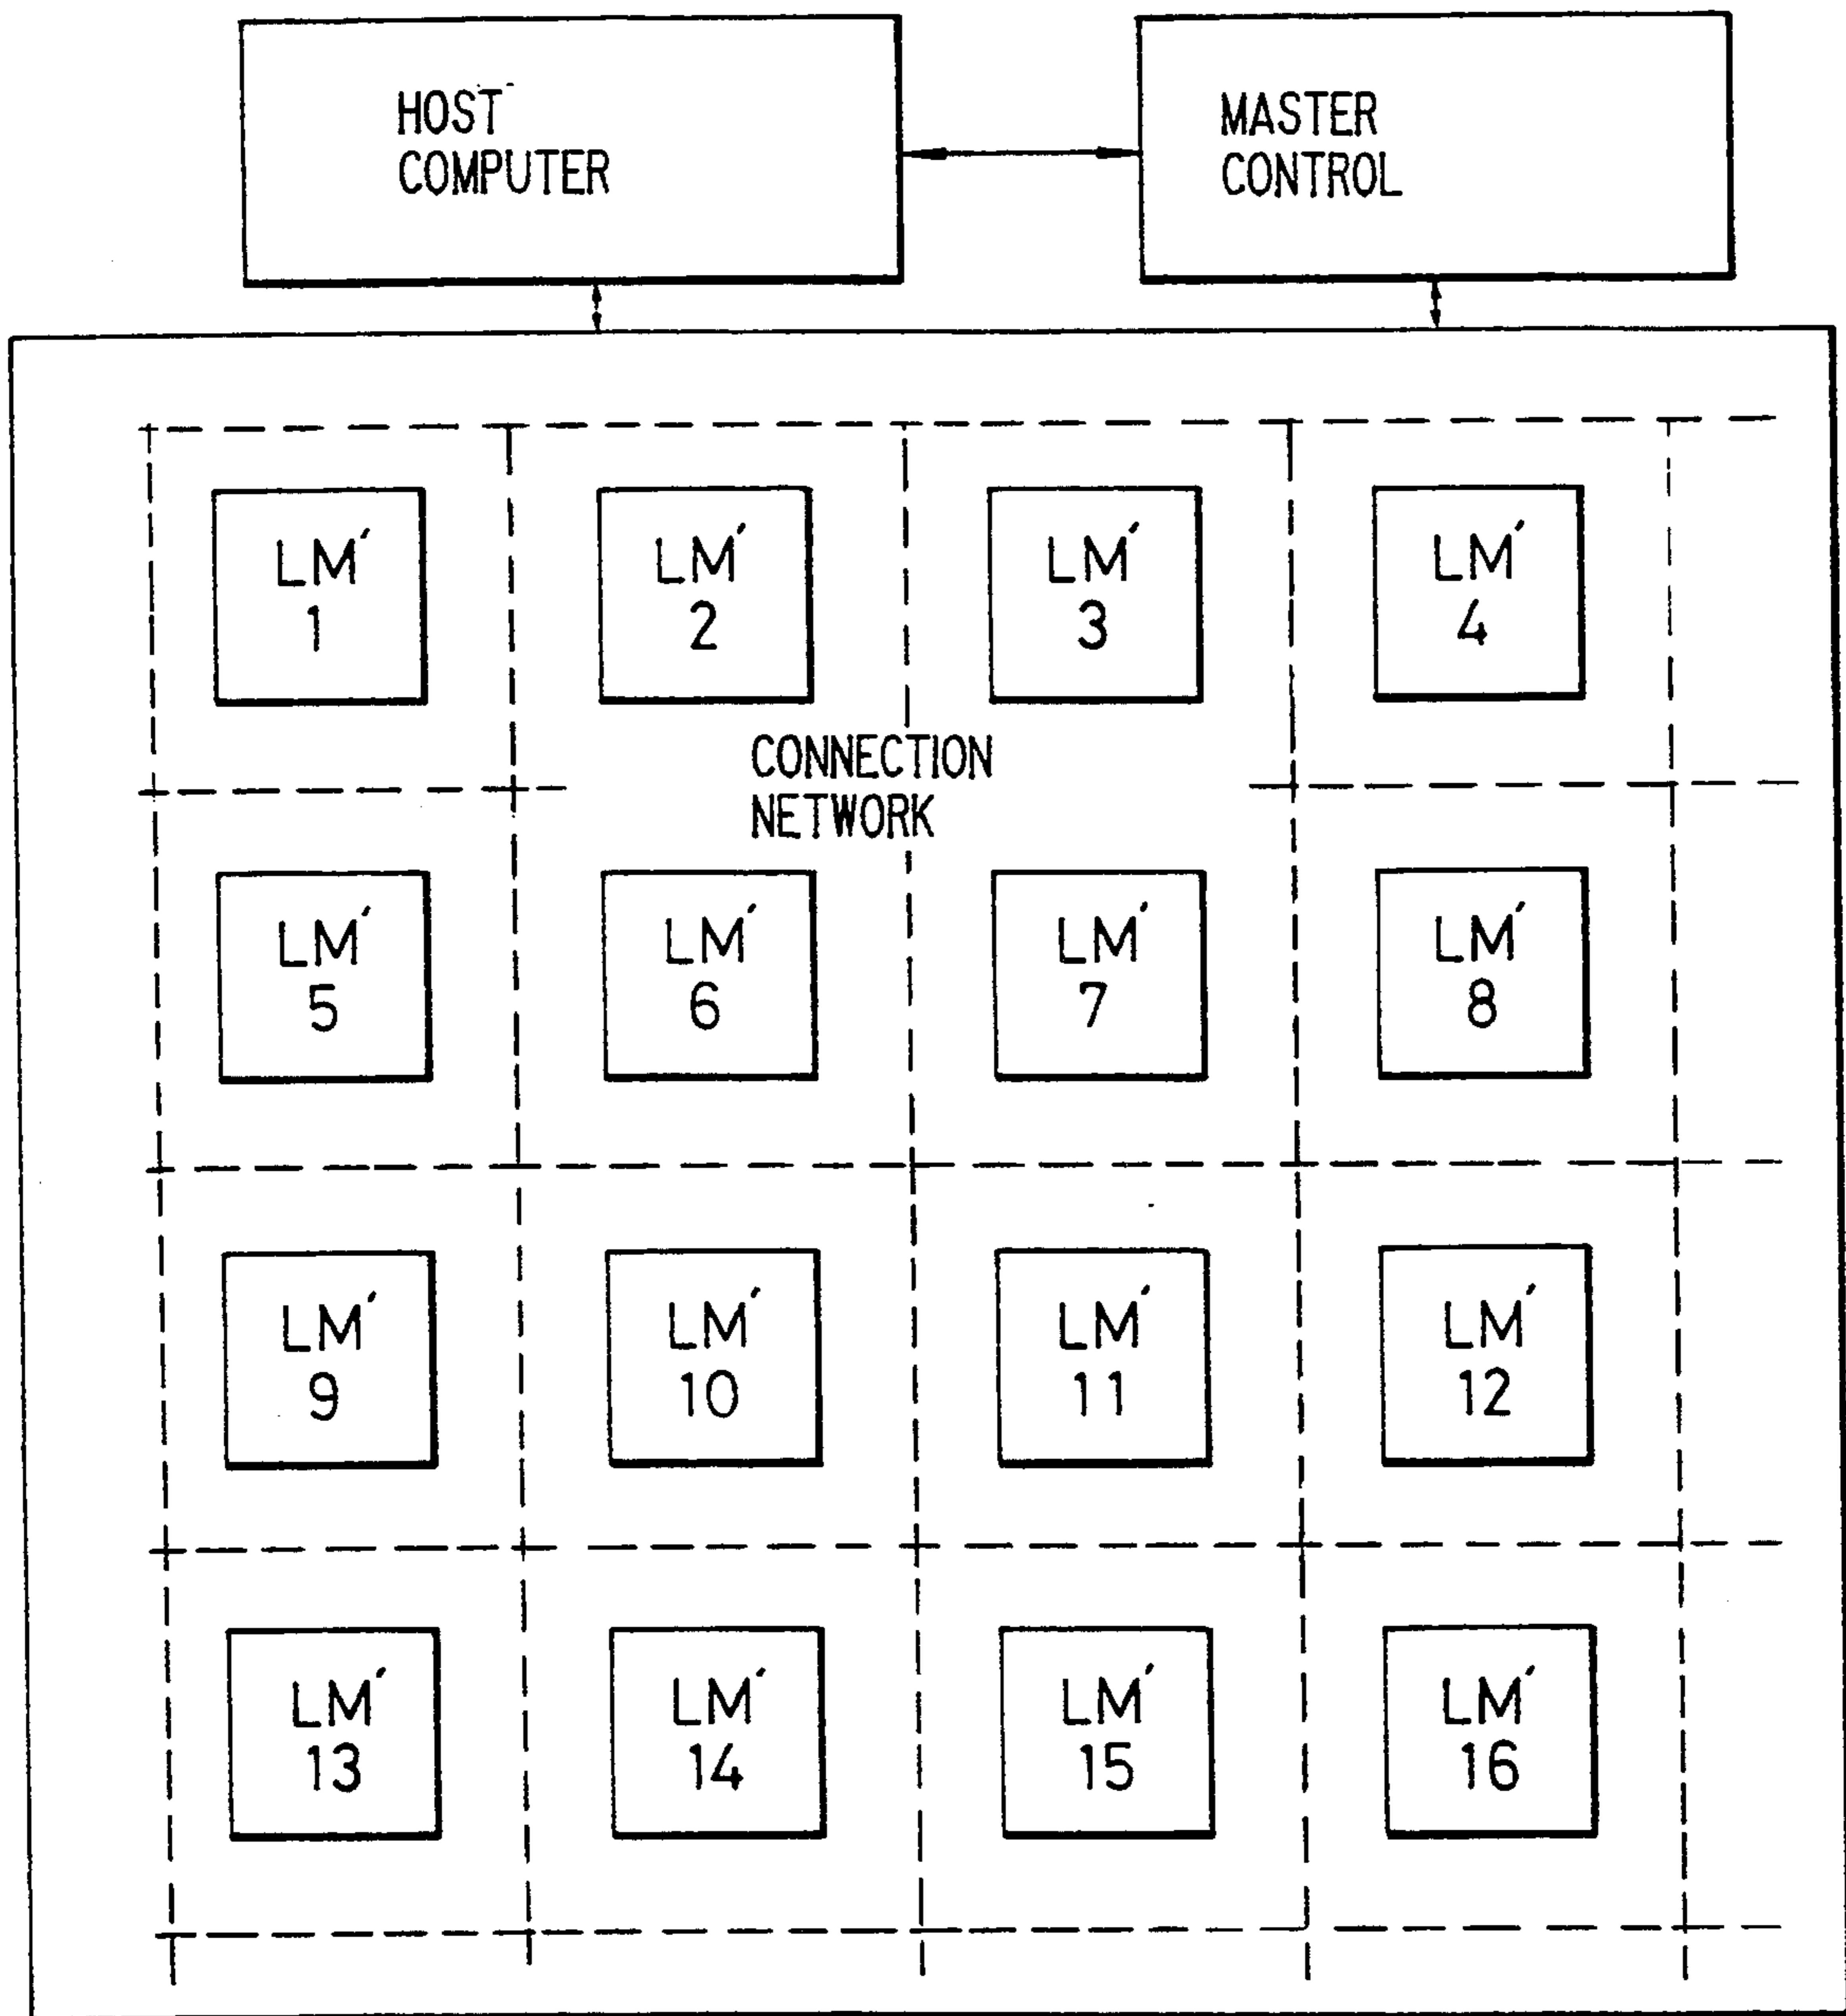 HOST
COMPUTER
MASTER
CONTROL
LM′
1
LM′
2
LM′
3
LM′
4
CONNECTION
NETWORK
LM′
5
LM′
6
LM′
7
LM′
8
LM′
9
LM′
10
LM′
11
LM′
12
LM′
13
LM′
14
LM′
15
LM′
16